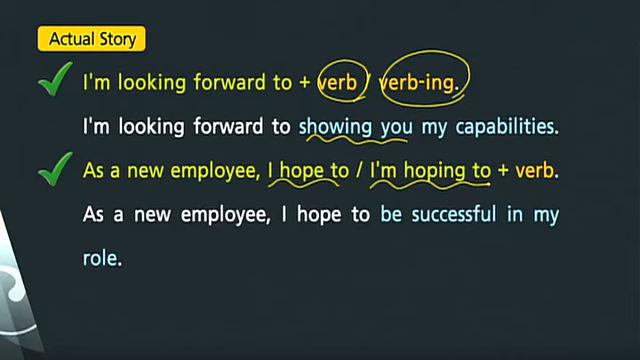 Actual Story
I'm looking forward to + verb / verb-ing.
I'm looking forward to showing you my capabilities.
As a new employee, I hope to / I'm hoping to + verb.
As a new employee, I hope to be successful in my
role.